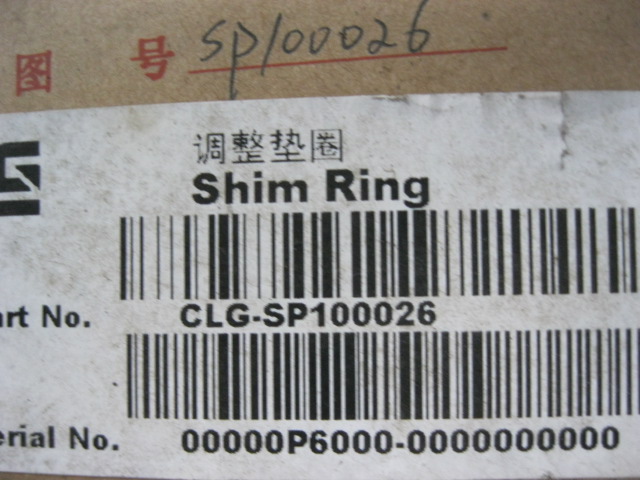 图 号 SP100026
调整垫圈
Shim Ring
art No. CLG-SP100026
erial No. 00000P6000-0000000000